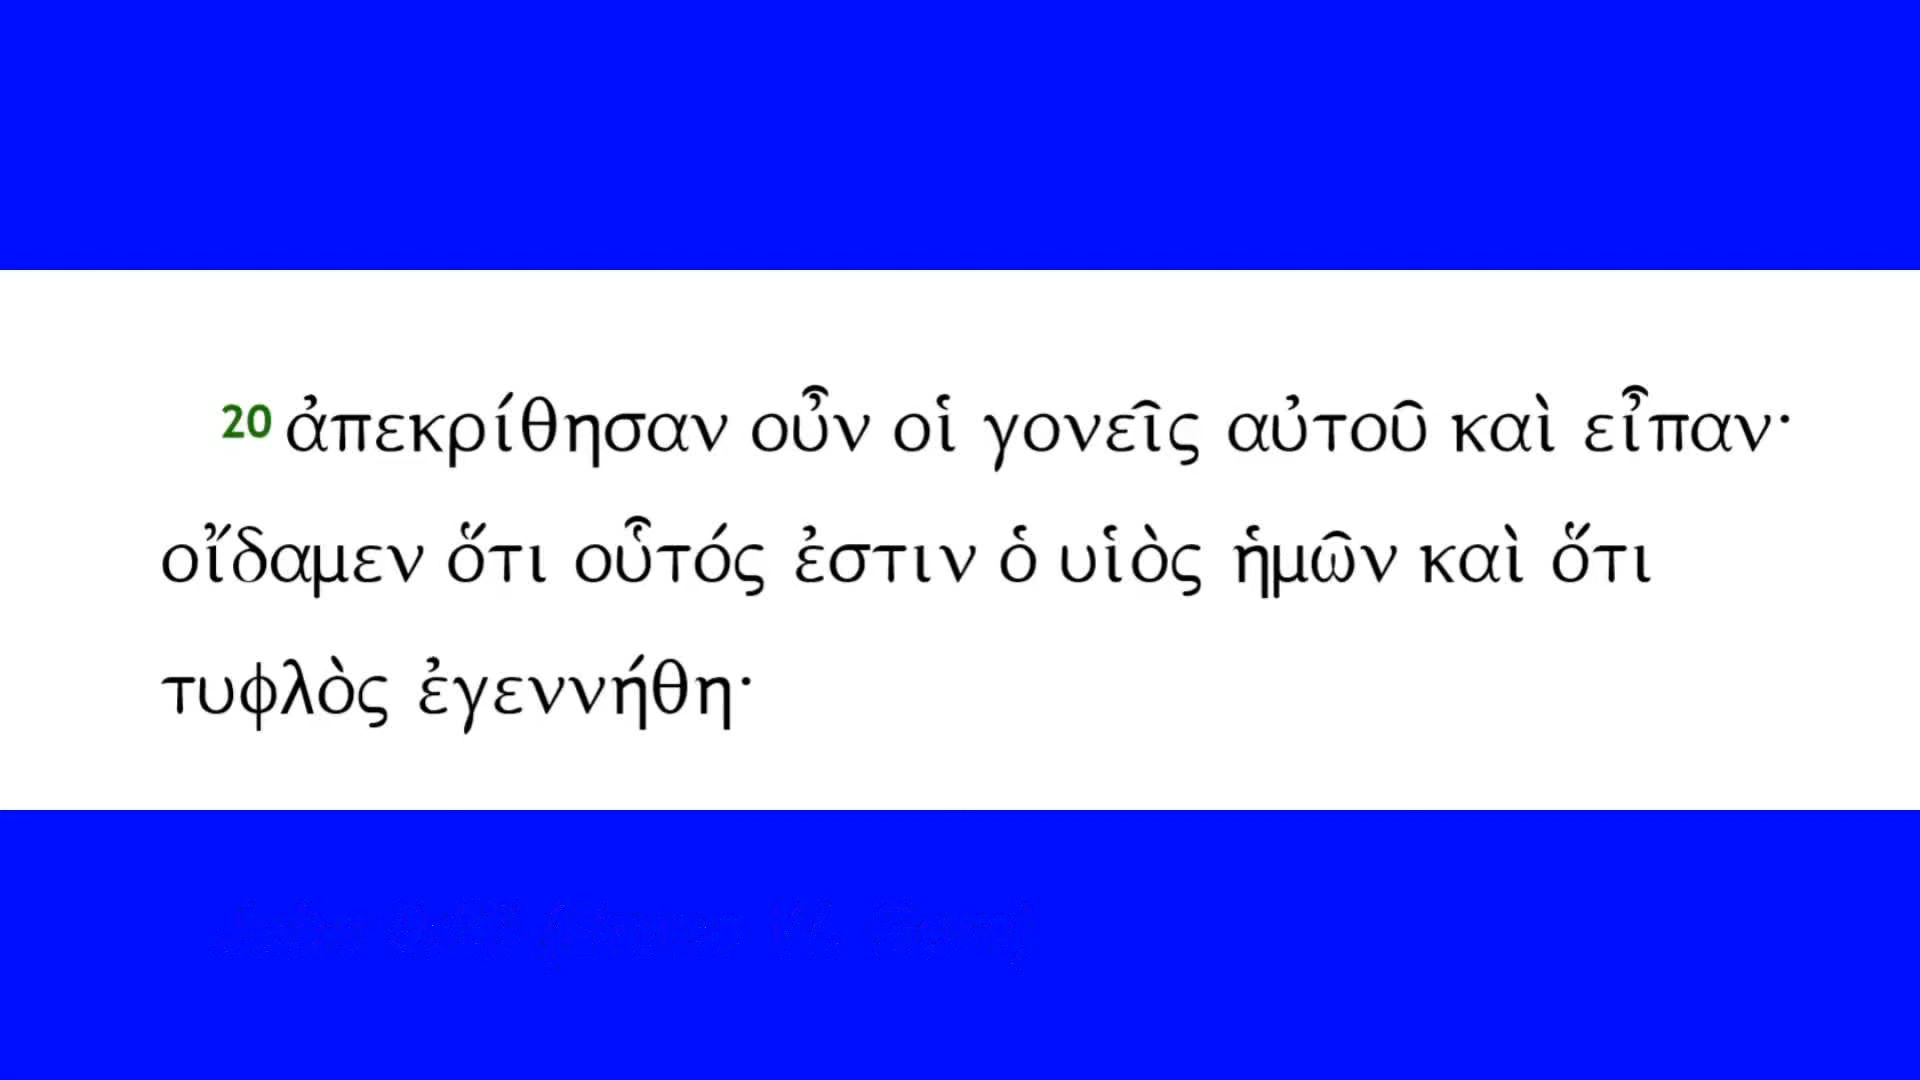 20 ἀπεκρίθησαν οὖν οἱ γονεῖς αὐτοῦ καὶ εἶπαν·
οἴδαμεν ὅτι οὗτός ἐστιν ὁ υἱὸς ἡμῶν καὶ ὅτι
τυφλὸς ἐγεννήθη·